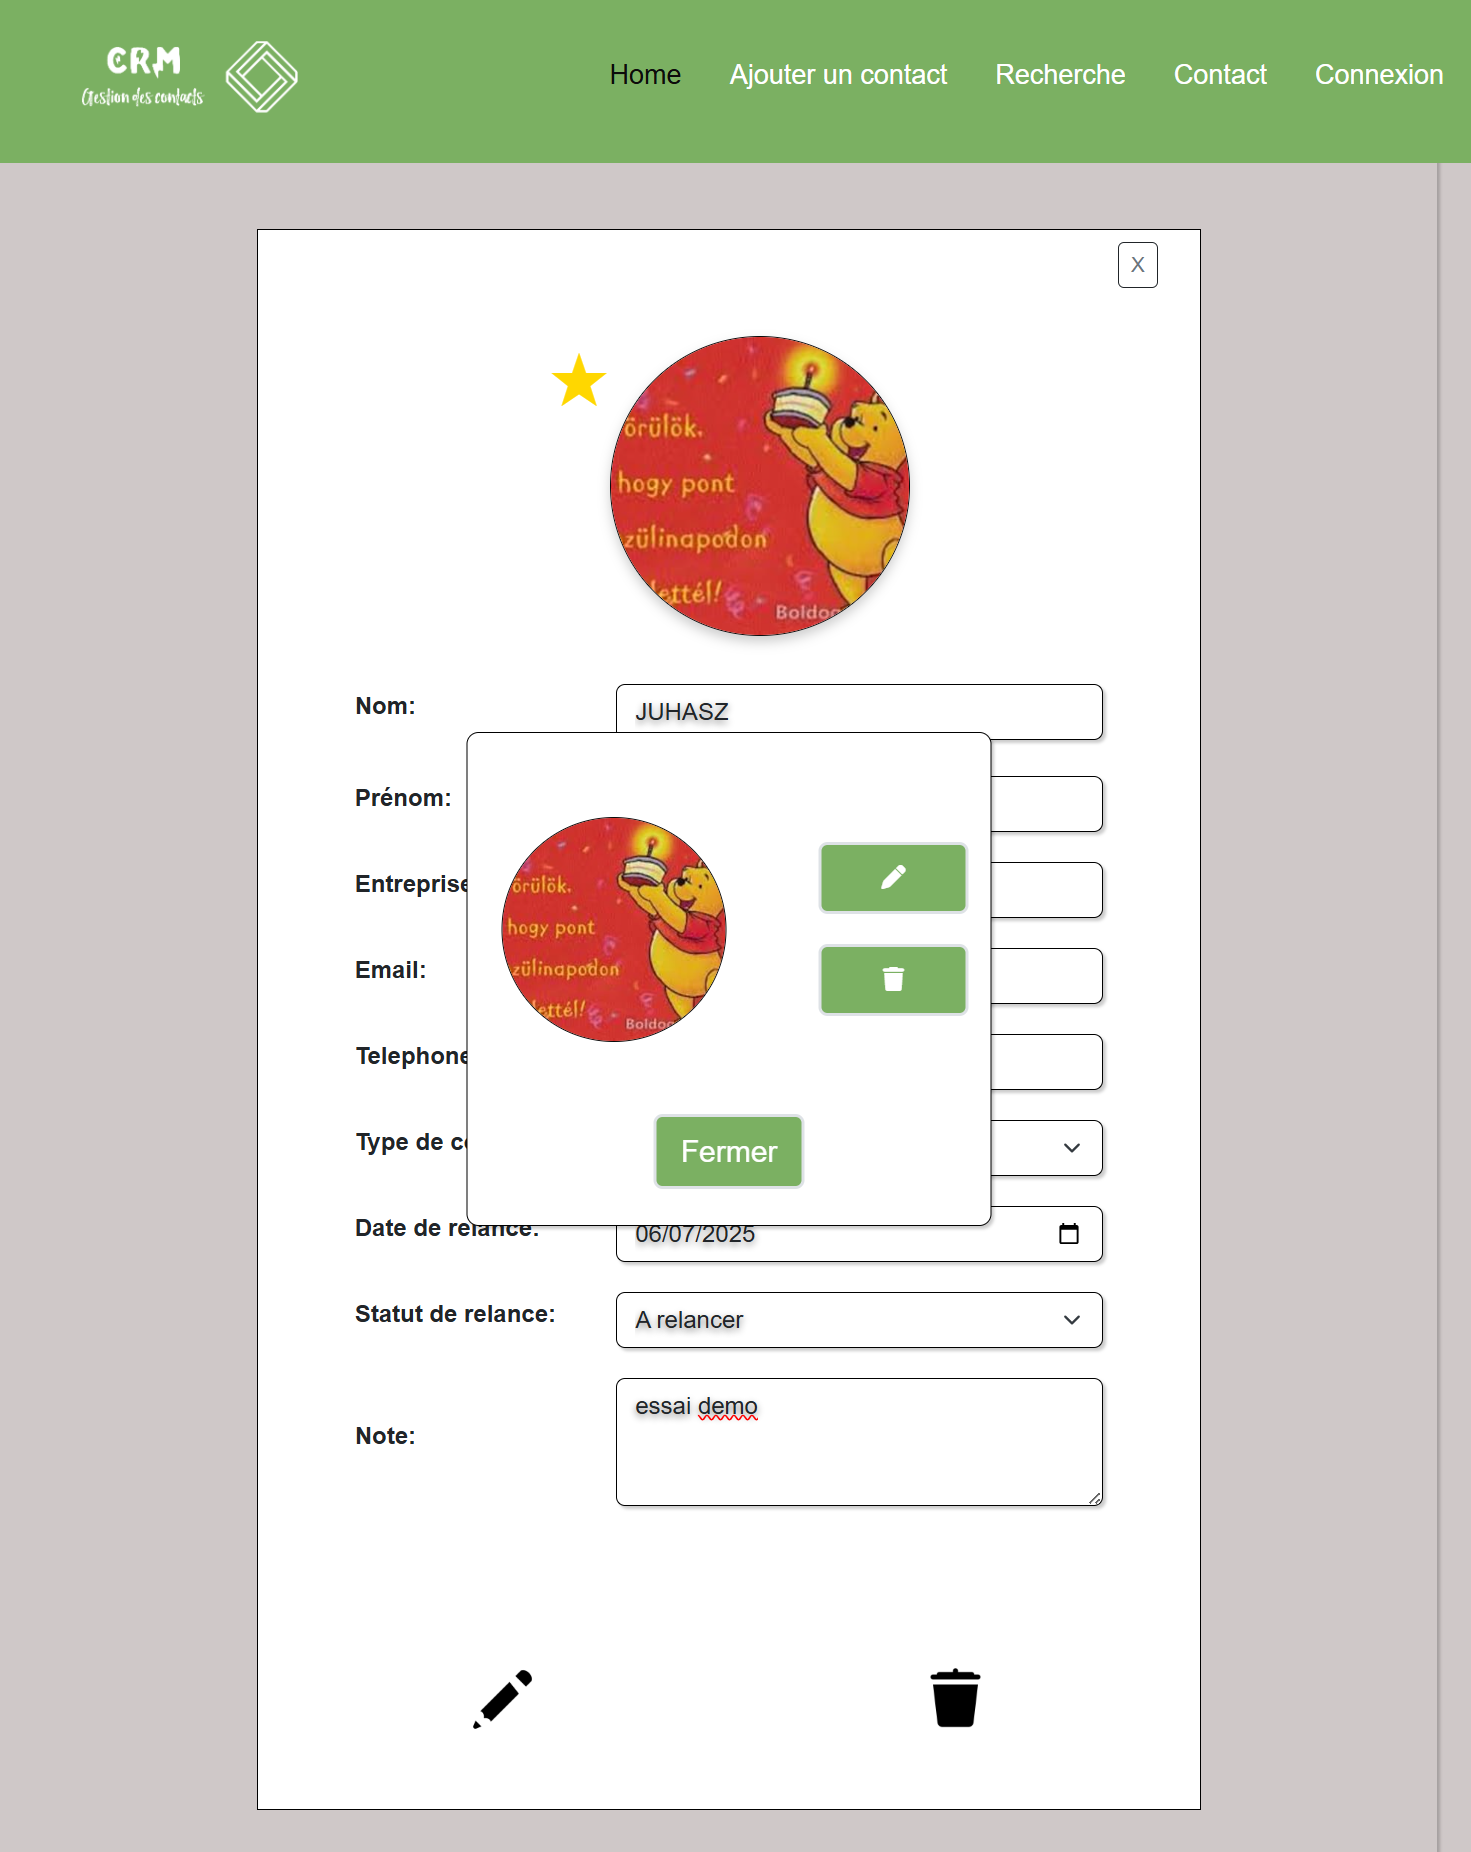 CRM
Gestion des contacts
Home Ajouter un contact Recherche Contact Connexion
X
örülök,
hogy pont
zülinapodon
lettél!
Boldog
Nom: JUHASZ
Prénom:
Entreprise
örülök,
hogy pont
Email:
zülinapodon
lettél!
Boldog
Telephone
Type de co
Fermer
Date de relance: 06/07/2025
Statut de relance: A relancer
Note: essai demo